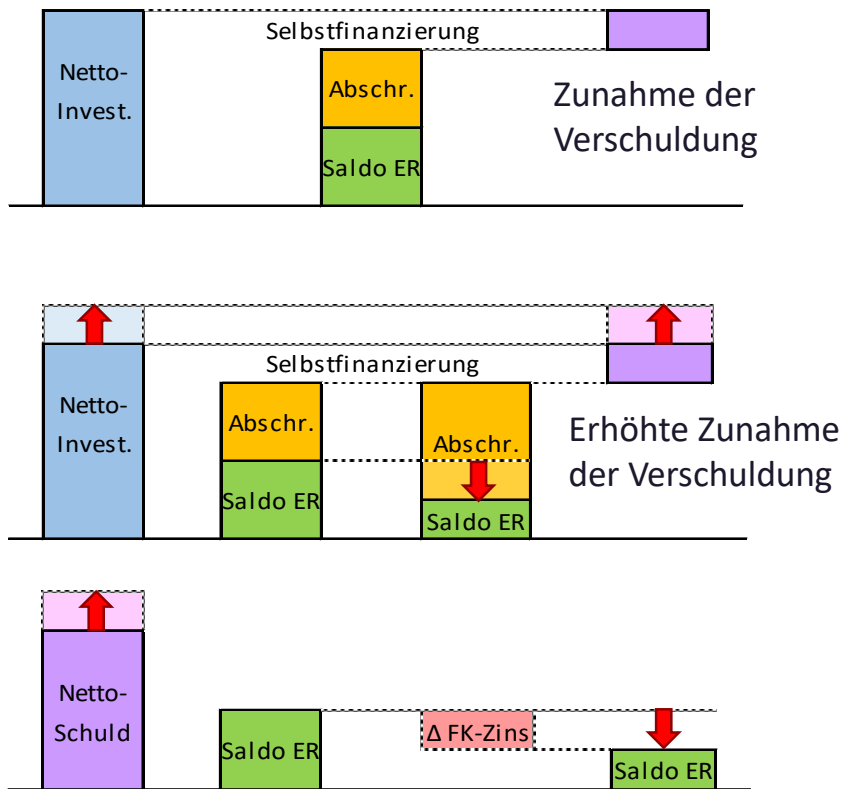 Selbstfinanzierung
Netto-
Invest.
Abschr.
Saldo ER
Zunahme der
Verschuldung
Selbstfinanzierung
Netto-
Invest.
Abschr.
Saldo ER
Abschr.
Saldo ER
Erhöhte Zunahme
der Verschuldung
Netto-
Schuld
Saldo ER
Δ FK-Zins
Saldo ER